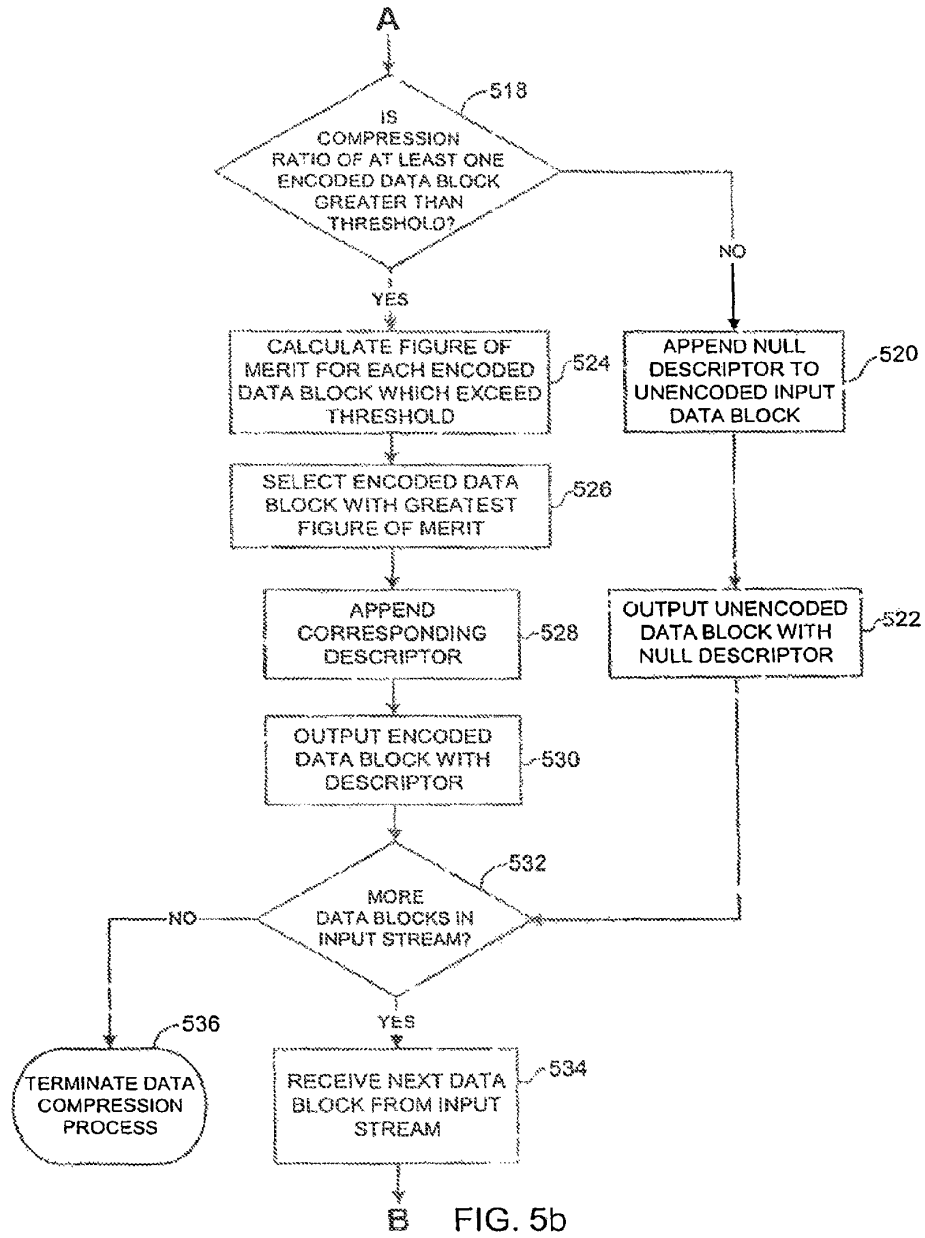 A
518
IS
COMPRESSION
RATIO OF AT LEAST ONE
ENCODED DATA BLOCK
GREATER THAN
THRESHOLD?
NO
YES
CALCULATE FIGURE OF
MERIT FOR EACH ENCODED
DATA BLOCK WHICH EXCEED
THRESHOLD
524
APPEND NULL
DESCRIPTOR TO
UNENCODED INPUT
DATA BLOCK
520
SELECT ENCODED DATA
BLOCK WITH GREATEST
FIGURE OF MERIT
526
APPEND
CORRESPONDING
DESCRIPTOR
528
OUTPUT UNENCODED
DATA BLOCK WITH
NULL DESCRIPTOR
522
OUTPUT ENCODED
DATA BLOCK WITH
DESCRIPTOR
530
532
MORE
DATA BLOCKS IN
INPUT STREAM?
NO
YES
536
TERMINATE DATA
COMPRESSION
PROCESS
RECEIVE NEXT DATA
BLOCK FROM INPUT
STREAM
534
B
FIG. 5b